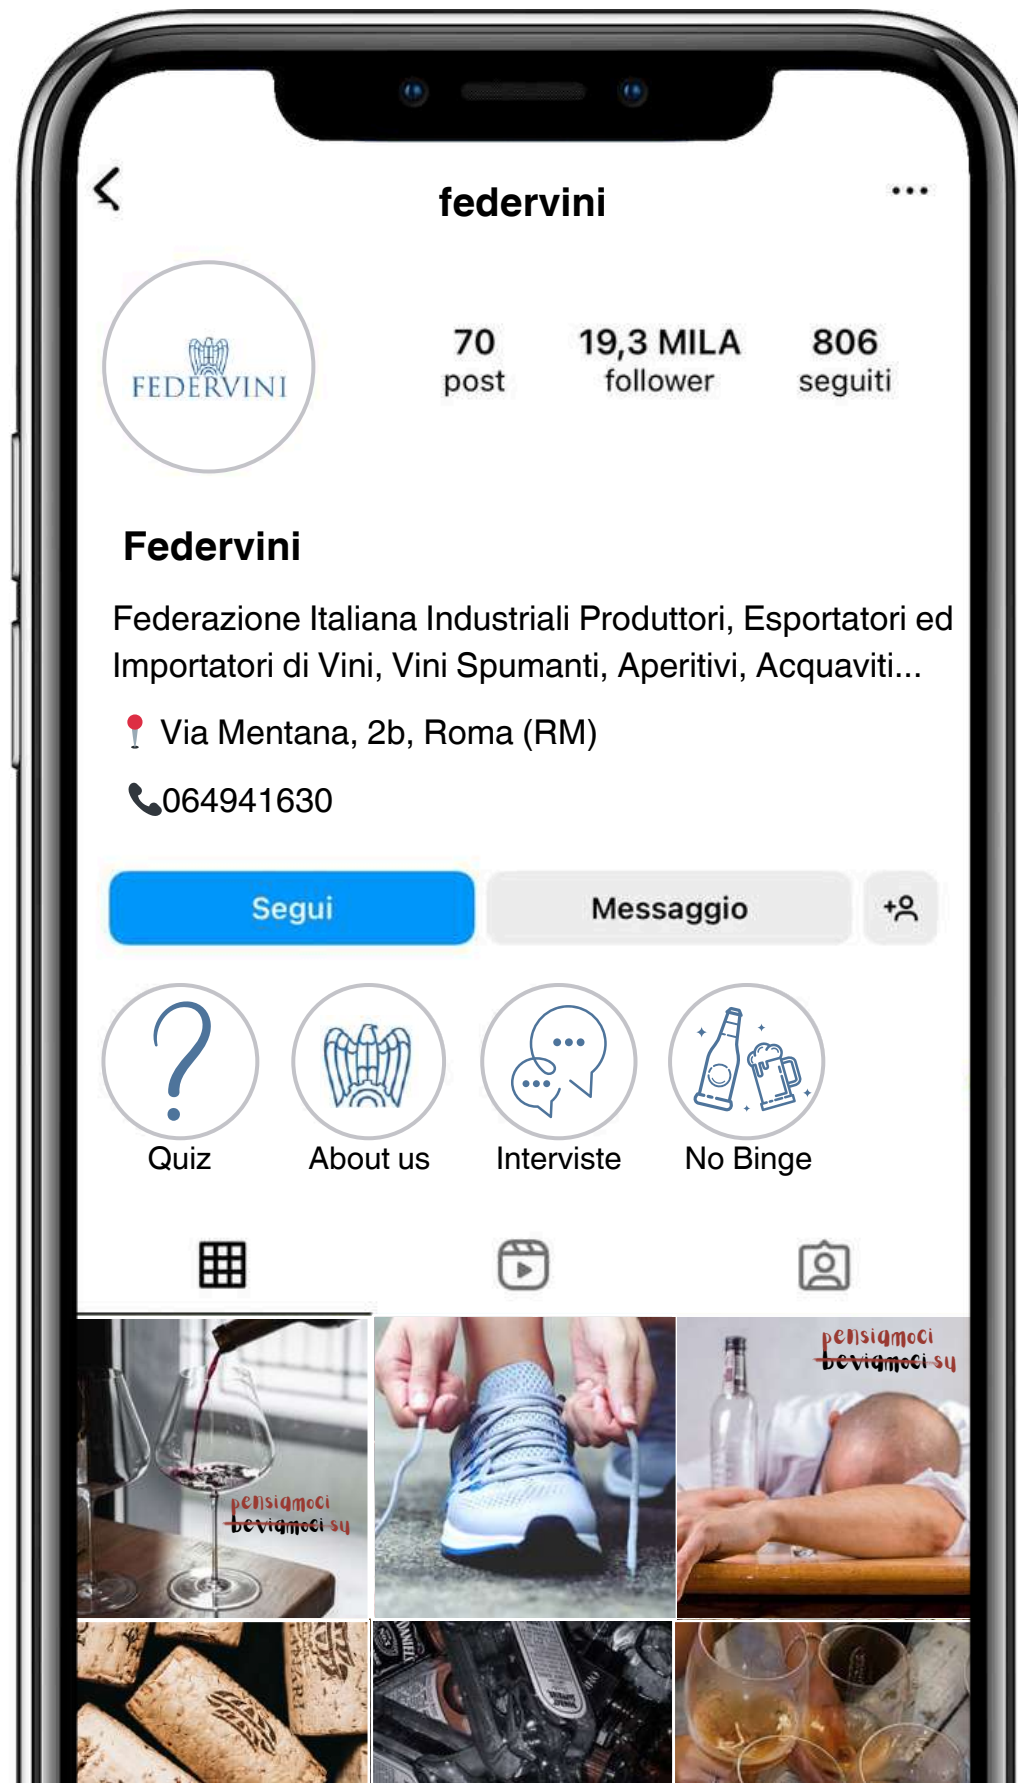 federvini
FEDERVINI
70
post
19,3 MILA
follower
806
seguiti
Federvini
Federazione Italiana Industriali Produttori, Esportatori ed
Importatori di Vini, Vini Spumanti, Aperitivi, Acquaviti...
Via Mentana, 2b, Roma (RM)
064941630
Segui
Messaggio
Quiz
About us
Interviste
No Binge
pensiamoci
beviamoci su
pensiamoci
beviamoci su